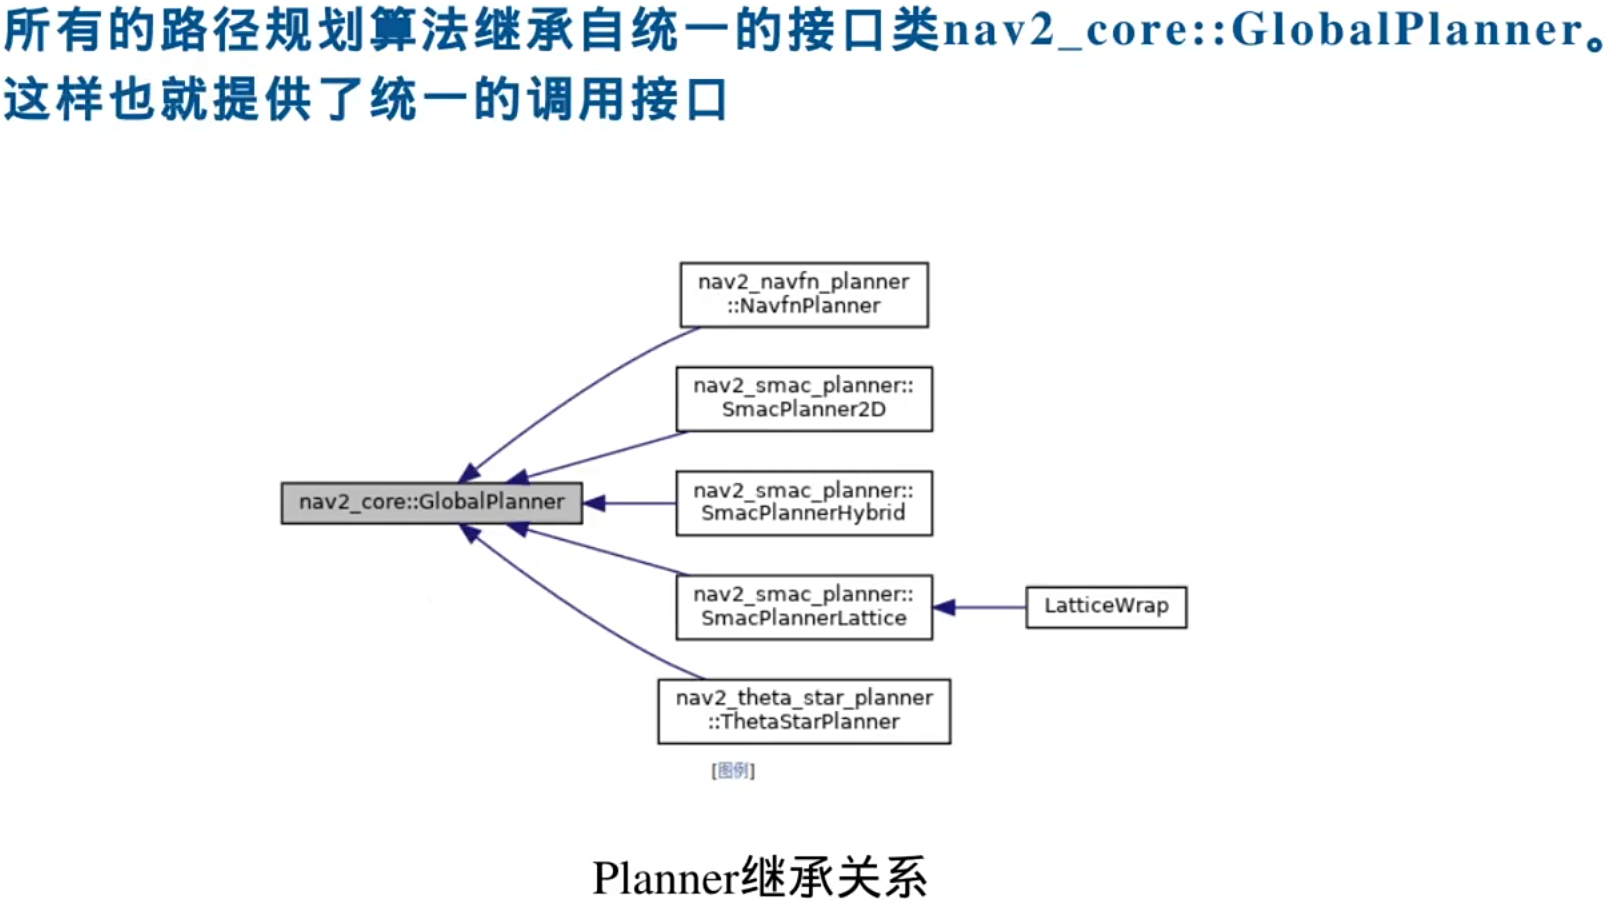 所有的路径规划算法继承自统一的接口类nav2_core::GlobalPlanner。
这样也就提供了统一的调用接口
nav2_navfn_planner
::NavfnPlanner
nav2_smac_planner::
SmacPlanner2D
nav2_core::GlobalPlanner
nav2_smac_planner::
SmacPlannerHybrid
nav2_smac_planner::
SmacPlannerLattice
LatticeWrap
nav2_theta_star_planner
::ThetaStarPlanner
[图例]
Planner继承关系